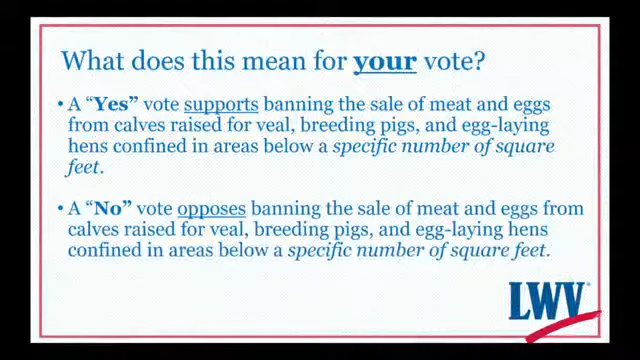 What does this mean for your vote?
• A “Yes” vote supports banning the sale of meat and eggs
from calves raised for veal, breeding pigs, and egg-laying
hens confined in areas below a specific number of square
feet.
• A “No” vote opposes banning the sale of meat and eggs from
calves raised for veal, breeding pigs, and egg-laying hens
confined in areas below a specific number of square feet.
LWV®